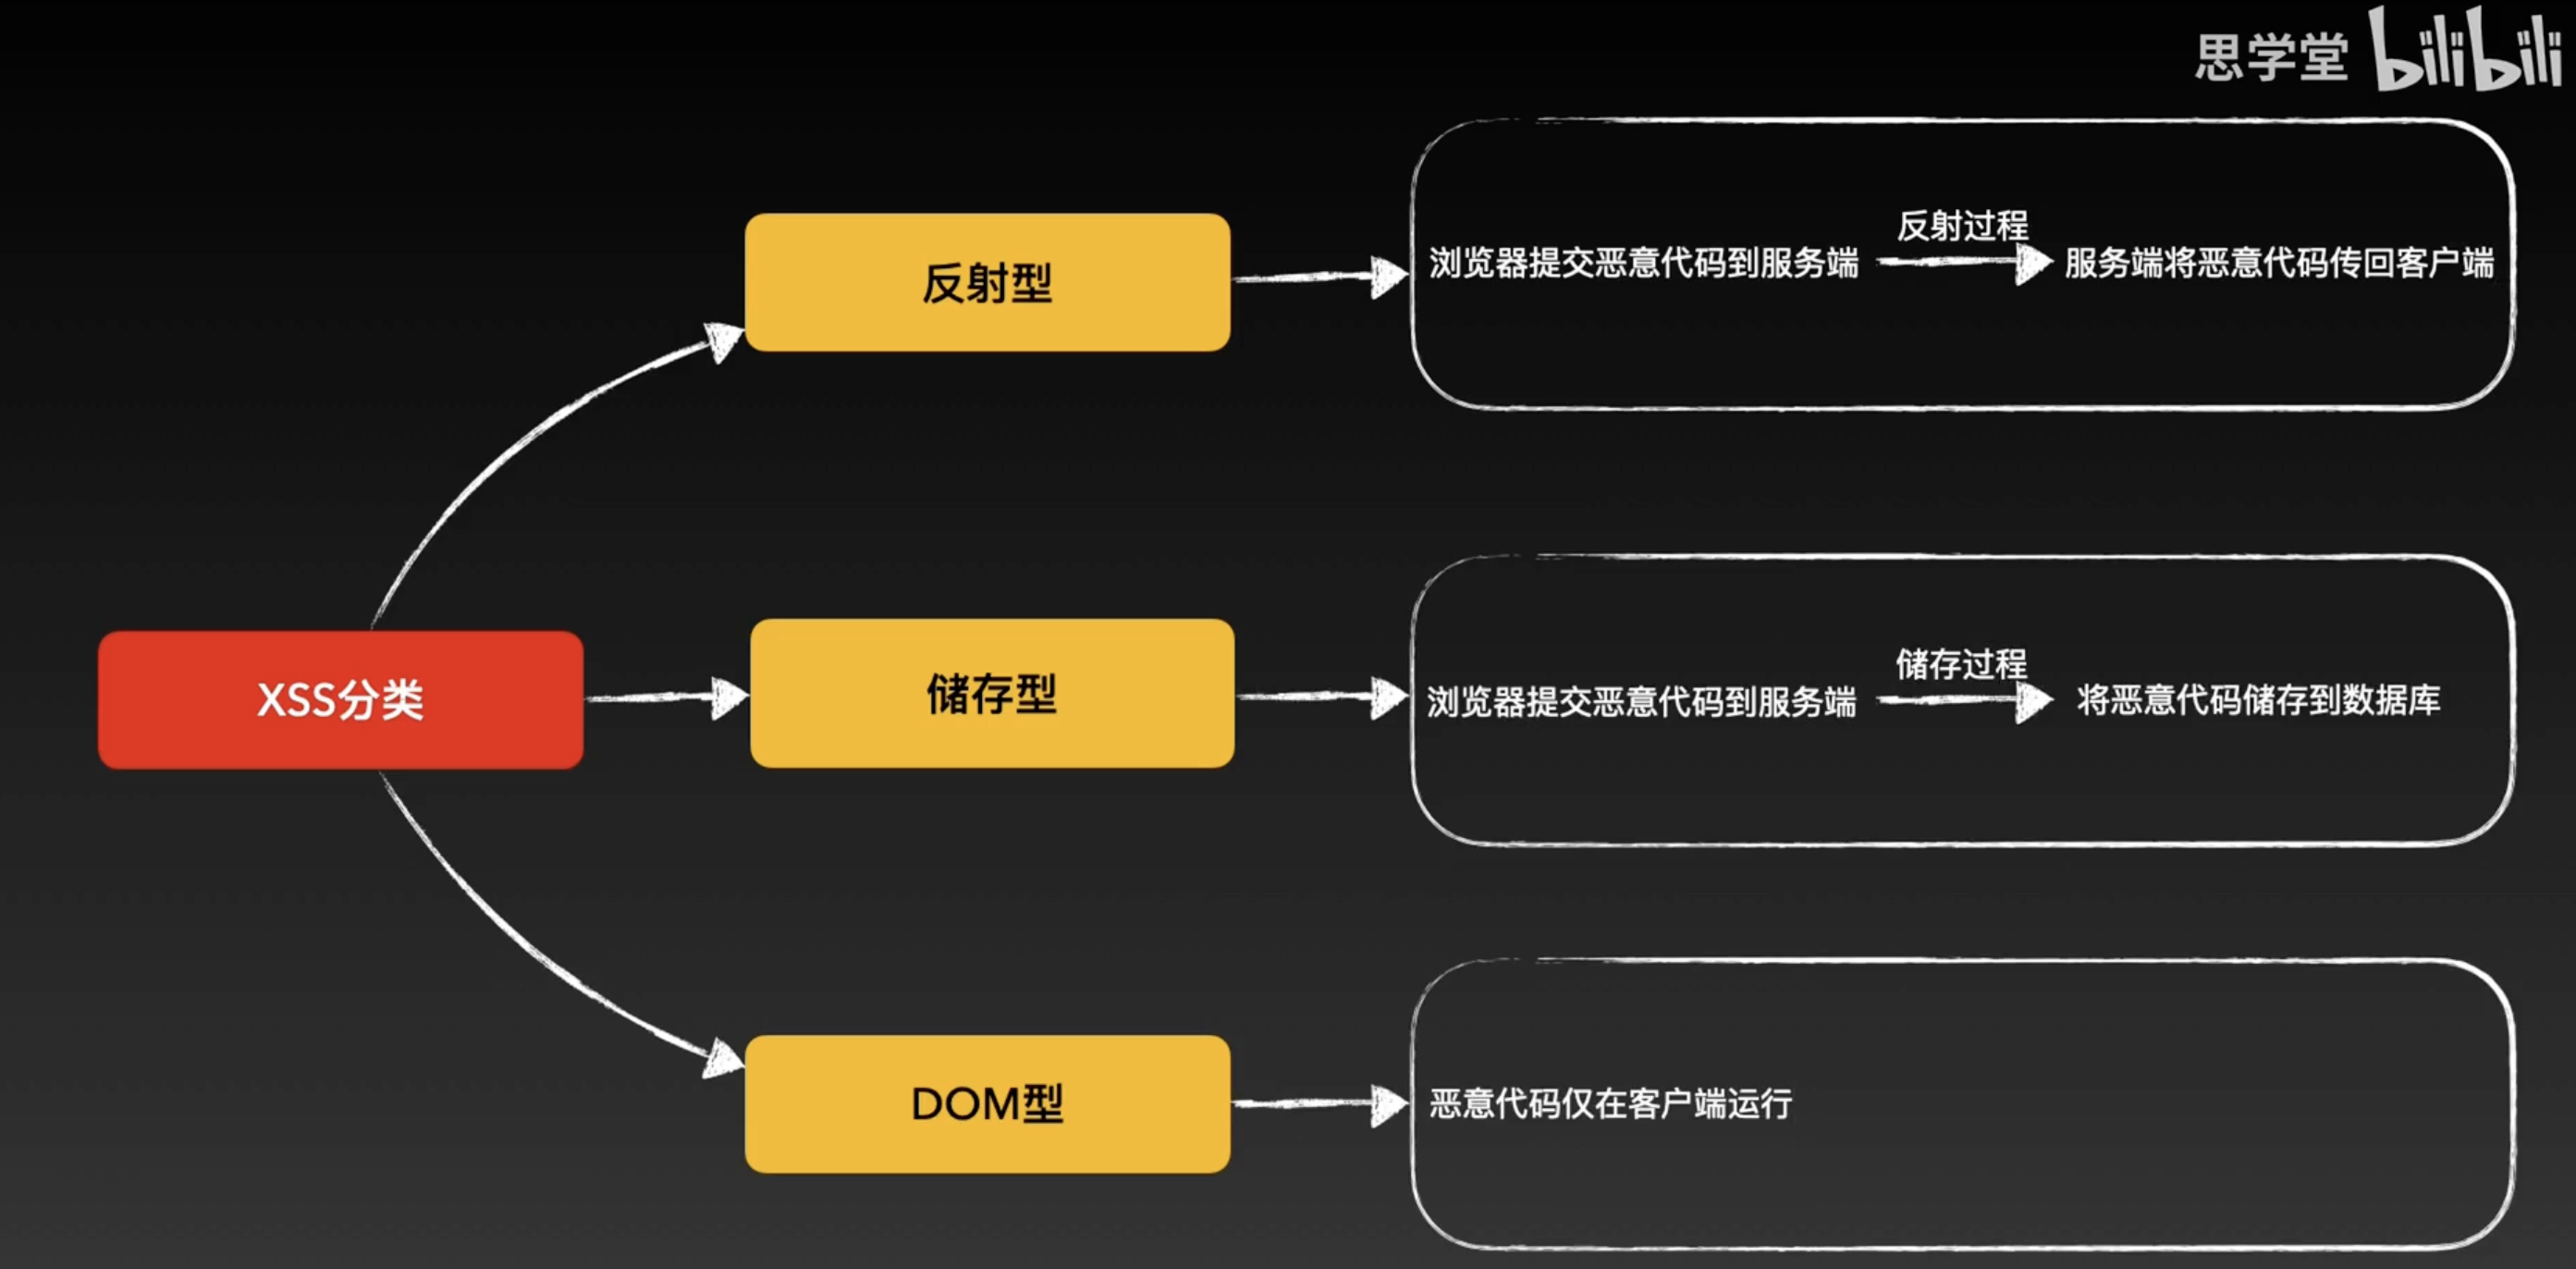 思学堂 bilibili
反射型
反射过程
浏览器提交恶意代码到服务端
服务端将恶意代码传回客户端
XSS分类
储存型
储存过程
浏览器提交恶意代码到服务端
将恶意代码储存到数据库
DOM型
恶意代码仅在客户端运行